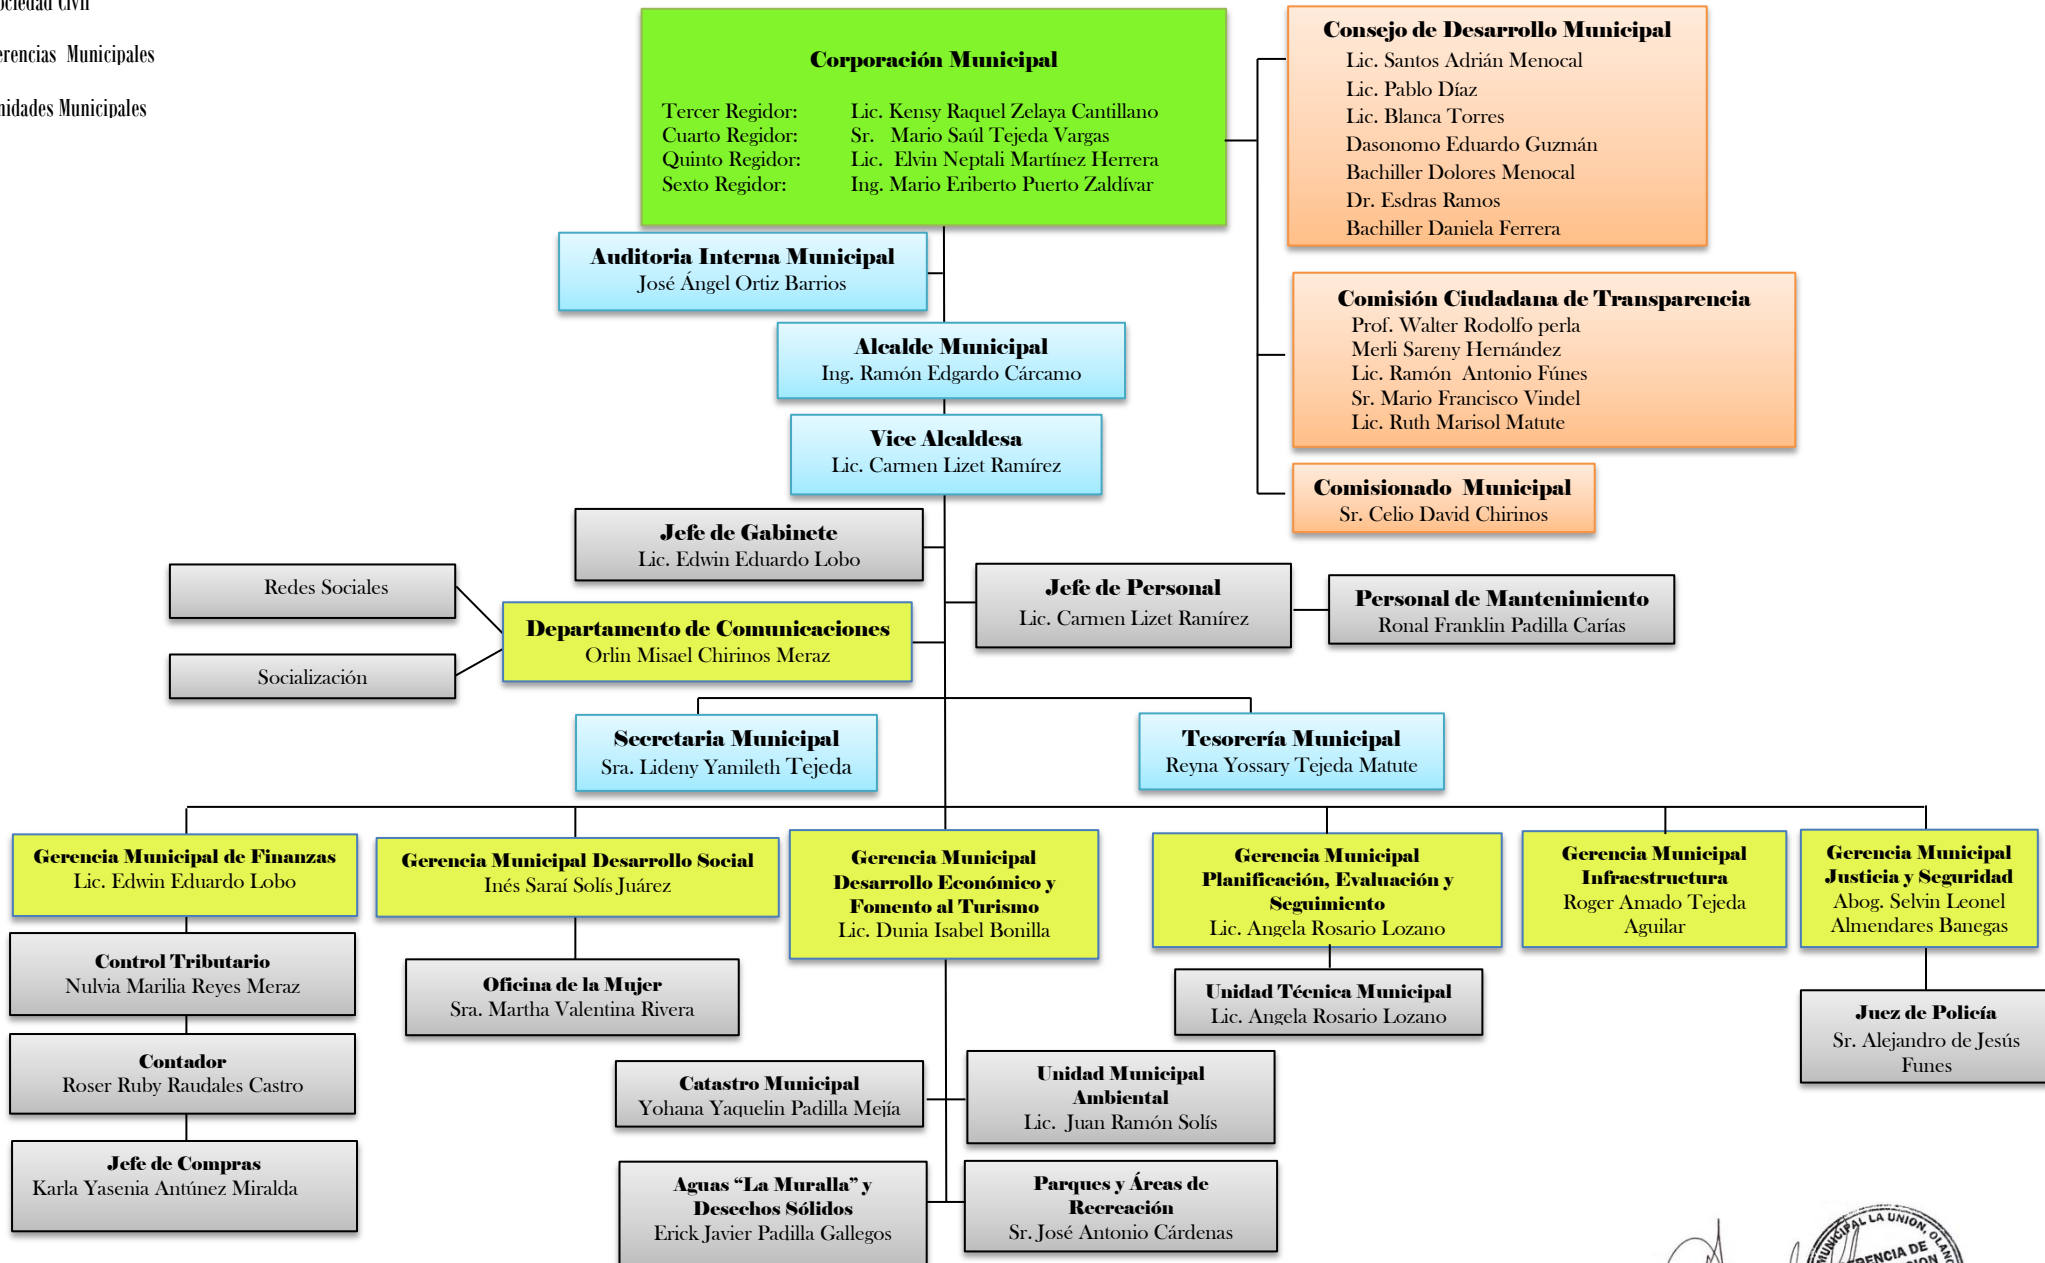 Sociedad Civil
Gerencias Municipales
Unidades Municipales
Corporación Municipal
Tercer Regidor: Lic. Kensy Raquel Zelaya Cantillano
Cuarto Regidor: Sr. Mario Saúl Tejeda Vargas
Quinto Regidor: Lic. Elvin Neptali Martínez Herrera
Sexto Regidor: Ing. Mario Eriberto Puerto Zaldívar
Consejo de Desarrollo Municipal
Lic. Santos Adrián Menocal
Lic. Pablo Díaz
Lic. Blanca Torres
Dasonomo Eduardo Guzmán
Bachiller Dolores Menocal
Dr. Esdras Ramos
Bachiller Daniela Ferrera
Auditoria Interna Municipal
José Ángel Ortiz Barrios
Comisión Ciudadana de Transparencia
Prof. Walter Rodolfo perla
Merli Sareny Hernández
Lic. Ramón Antonio Fúnes
Sr. Mario Francisco Vindel
Lic. Ruth Marisol Matute
Alcalde Municipal
Ing. Ramón Edgardo Cárcamo
Vice Alcaldesa
Lic. Carmen Lizet Ramírez
Comisionado Municipal
Sr. Celio David Chirinos
Jefe de Gabinete
Lic. Edwin Eduardo Lobo
Redes Sociales
Jefe de Personal
Lic. Carmen Lizet Ramírez
Personal de Mantenimiento
Ronal Franklin Padilla Carías
Departamento de Comunicaciones
Orlin Misael Chirinos Meraz
Socialización
Secretaria Municipal
Sra. Lideny Yamileth Tejeda
Tesorería Municipal
Reyna Yossary Tejeda Matute
Gerencia Municipal de Finanzas
Lic. Edwin Eduardo Lobo
Gerencia Municipal Desarrollo Social
Inés Saraí Solís Juárez
Gerencia Municipal
Desarrollo Económico y
Fomento al Turismo
Lic. Dunia Isabel Bonilla
Gerencia Municipal
Planificación, Evaluación y
Seguimiento
Lic. Angela Rosario Lozano
Gerencia Municipal
Infraestructura
Roger Amado Tejeda
Aguilar
Gerencia Municipal
Justicia y Seguridad
Abog. Selvin Leonel
Almendares Banegas
Control Tributario
Nulvia Marilia Reyes Meraz
Oficina de la Mujer
Sra. Martha Valentina Rivera
Unidad Técnica Municipal
Lic. Angela Rosario Lozano
Juez de Policía
Sr. Alejandro de Jesús
Funes
Contador
Roser Ruby Raudales Castro
Catastro Municipal
Yohana Yaquelin Padilla Mejía
Unidad Municipal
Ambiental
Lic. Juan Ramón Solís
Jefe de Compras
Karla Yasenia Antúnez Miralda
Aguas “La Muralla” y
Desechos Sólidos
Erick Javier Padilla Gallegos
Parques y Áreas de
Recreación
Sr. José Antonio Cárdenas
MUNICIPAL LA UNION,